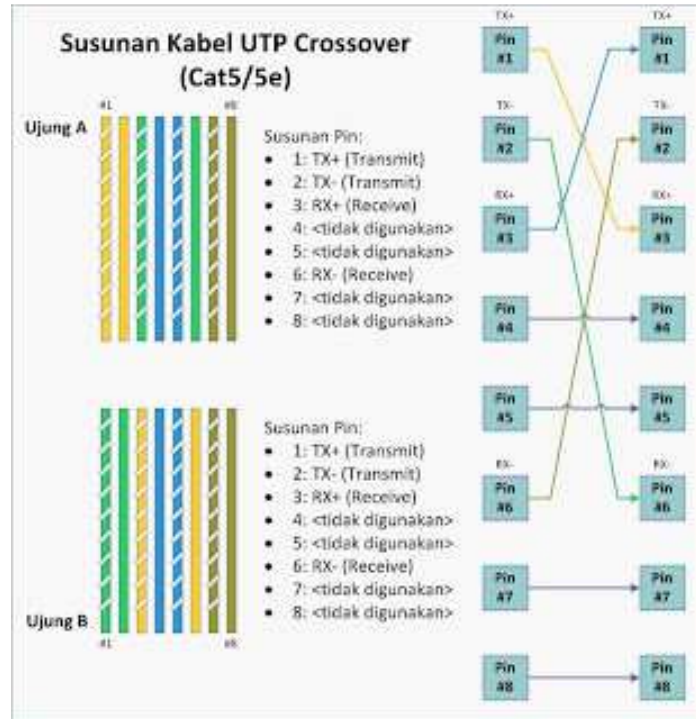 Susunan Kabel UTP Crossover
(Cat5/5e)
#1 #8
Ujung A
Susunan Pin:
• 1: TX+ (Transmit)
• 2: TX- (Transmit)
• 3: RX+ (Receive)
• 4: <tidak digunakan>
• 5: <tidak digunakan>
• 6: RX- (Receive)
• 7: <tidak digunakan>
• 8: <tidak digunakan>
Susunan Pin:
• 1: TX+ (Transmit)
• 2: TX- (Transmit)
• 3: RX+ (Receive)
• 4: <tidak digunakan>
• 5: <tidak digunakan>
• 6: RX- (Receive)
• 7: <tidak digunakan>
• 8: <tidak digunakan>
Ujung B
#1 #8
TX+ TX+
Pin #1 Pin #1
TX- TX-
Pin #2 Pin #2
RX+ RX+
Pin #3 Pin #3
Pin #4 Pin #4
Pin #5 Pin #5
RX- RX-
Pin #6 Pin #6
Pin #7 Pin #7
Pin #8 Pin #8